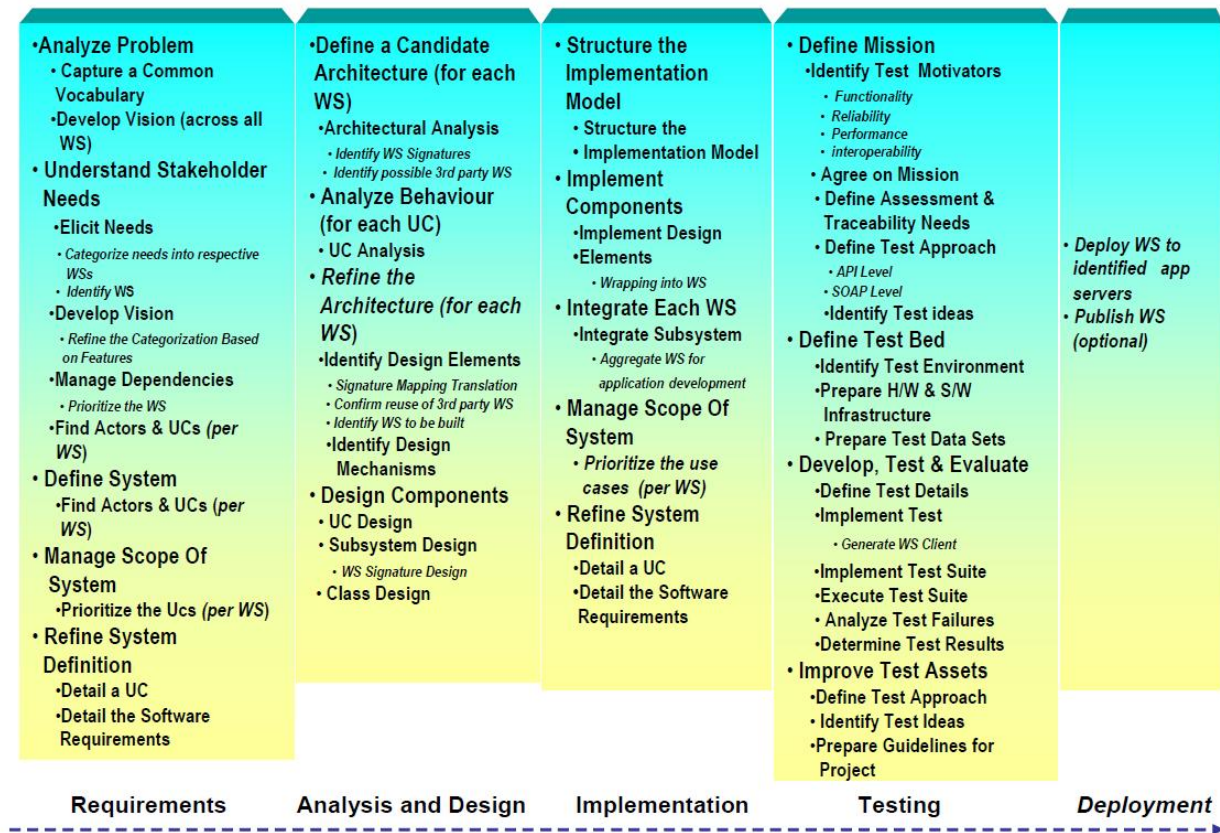 •Analyze Problem
• Capture a Common
Vocabulary
•Develop Vision (across all
WS)
• Understand Stakeholder
Needs
•Elicit Needs
• Categorize needs into respective
WSs
• Identify WS
•Develop Vision
• Refine the Categorization Based
on Features
•Manage Dependencies
• Prioritize the WS
•Find Actors & UCs (per
WS)
• Define System
•Find Actors & UCs (per
WS)
• Manage Scope Of
System
•Prioritize the Ucs (per WS)
• Refine System
Definition
•Detail a UC
•Detail the Software
Requirements
•Define a Candidate
Architecture (for each
WS)
•Architectural Analysis
• Identify WS Signatures
• Identify possible 3rd party WS
• Analyze Behaviour
(for each UC)
• UC Analysis
• Refine the
Architecture (for each
WS)
•Identify Design Elements
• Signature Mapping Translation
• Confirm reuse of 3rd party WS
• Identify WS to be built
•Identify Design
Mechanisms
• Design Components
• UC Design
• Subsystem Design
• WS Signature Design
• Class Design
• Structure the
Implementation
Model
• Structure the
• Implementation Model
• Implement
Components
•Implement Design
•Elements
• Wrapping into WS
• Integrate Each WS
•Integrate Subsystem
• Aggregate WS for
application development
• Manage Scope Of
System
• Prioritize the use
cases (per WS)
• Refine System
Definition
•Detail a UC
•Detail the Software
Requirements
• Define Mission
•Identify Test Motivators
• Functionality
• Reliability
• Performance
• interoperability
• Agree on Mission
• Define Assessment &
Traceability Needs
• Define Test Approach
• API Level
• SOAP Level
•Identify Test ideas
• Define Test Bed
•Identify Test Environment
•Prepare H/W & S/W
Infrastructure
• Prepare Test Data Sets
• Develop, Test & Evaluate
•Define Test Details
•Implement Test
• Generate WS Client
•Implement Test Suite
•Execute Test Suite
• Analyze Test Failures
•Determine Test Results
• Improve Test Assets
•Define Test Approach
• Identify Test Ideas
•Prepare Guidelines for
Project
• Deploy WS to
identified app
servers
• Publish WS
(optional)
Requirements
Analysis and Design
Implementation
Testing
Deployment